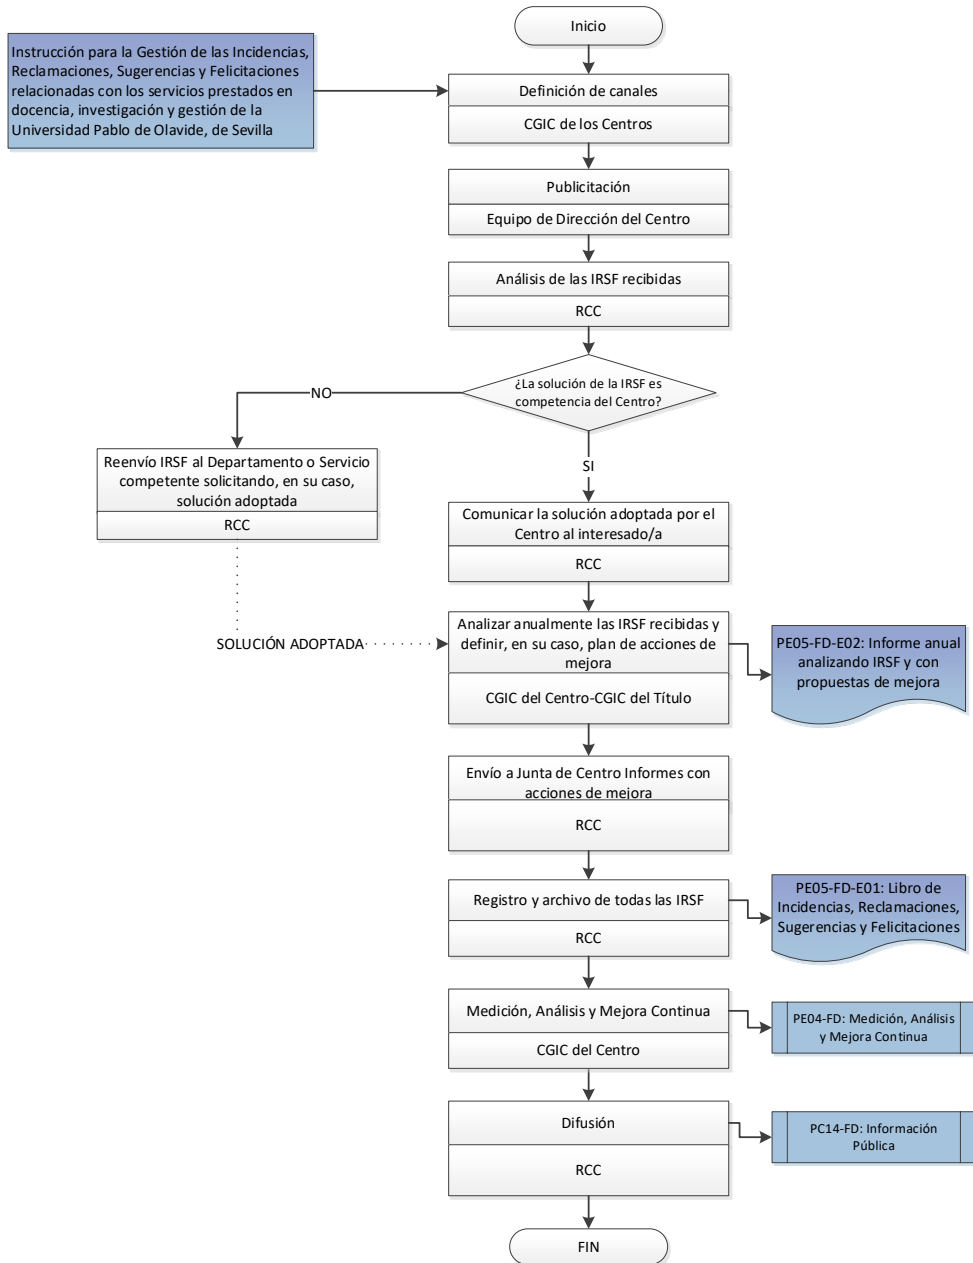 Inicio
Instrucción para la Gestión de las Incidencias,
Reclamaciones, Sugerencias y Felicitaciones
relacionadas con los servicios prestados en
docencia, investigación y gestión de la
Universidad Pablo de Olavide, de Sevilla
Definición de canales
CGIC de los Centros
Publicitación
Equipo de Dirección del Centro
Análisis de las IRSF recibidas
RCC
¿La solución de la IRSF es
competencia del Centro?
NO
SI
Reenvío IRSF al Departamento o Servicio
competente solicitando, en su caso,
solución adoptada
RCC
Comunicar la solución adoptada por el
Centro al interesado/a
RCC
SOLUCIÓN ADOPTADA
Analizar anualmente las IRSF recibidas y
definir, en su caso, plan de acciones de
mejora
CGIC del Centro-CGIC del Título
PE05-FD-E02: Informe anual
analizando IRSF y con
propuestas de mejora
Envío a Junta de Centro Informes con
acciones de mejora
RCC
Registro y archivo de todas las IRSF
RCC
PE05-FD-E01: Libro de
Incidencias, Reclamaciones,
Sugerencias y Felicitaciones
Medición, Análisis y Mejora Continua
CGIC del Centro
PE04-FD: Medición, Análisis
y Mejora Continua
Difusión
RCC
PC14-FD: Información
Pública
FIN